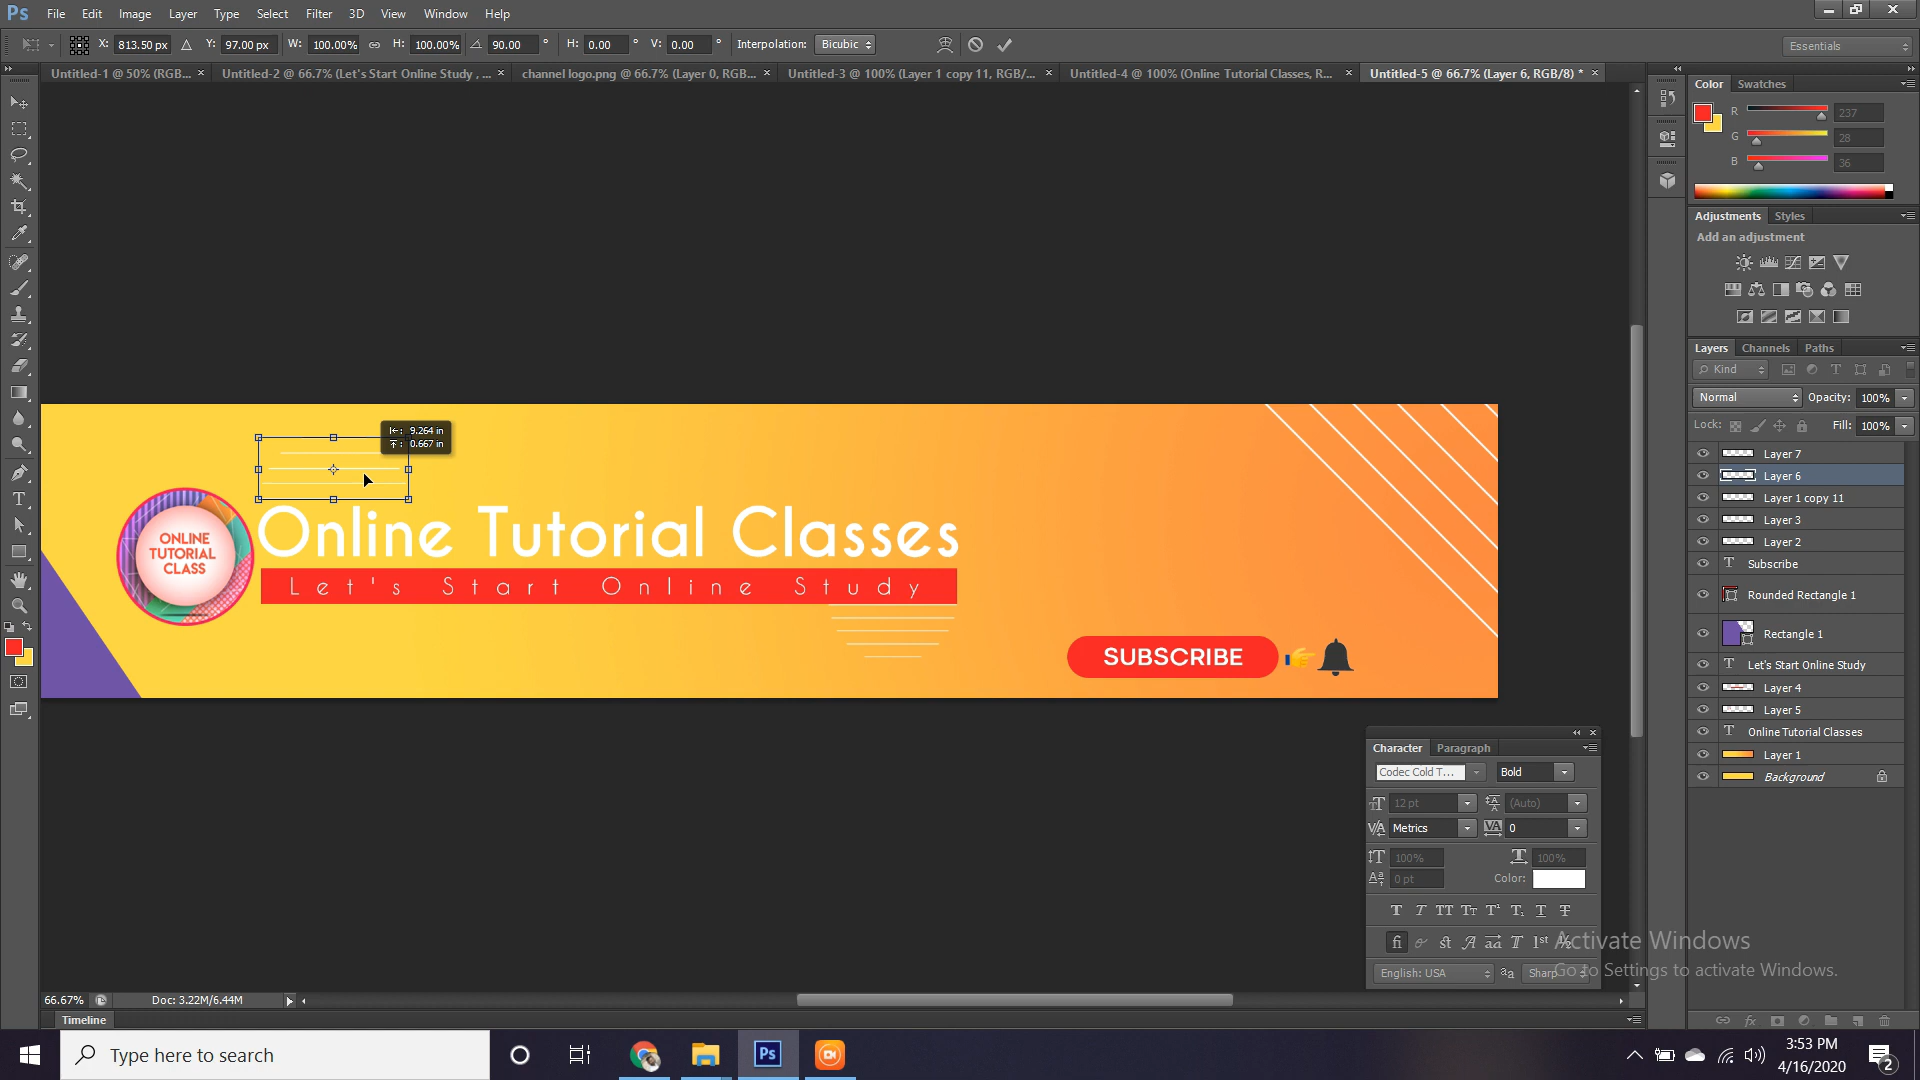 Ps File Edit Image Layer Type Select Filter 3D View Window Help
X: 813.50 px Y: 97.00 px W: 100.00% H: 100.00% 90.00 ° H: 0.00 ° V: 0.00 ° Interpolation: Bicubic Essentials
Untitled-1 @ 50% (RGB... × Untitled-2 @ 66.7% (Let's Start Online Study , ... × channel logo.png @ 66.7% (Layer 0, RGB... × Untitled-3 @ 100% (Layer 1 copy 11, RGB/... × Untitled-4 @ 100% (Online Tutorial Classes, R... × Untitled-5 @ 66.7% (Layer 6, RGB/8) * ×
Color Swatches
R 237
G 28
B 36
Adjustments Styles
Add an adjustment
Layers Channels Paths
Kind
Normal Opacity: 100%
Lock: Fill: 100%
Layer 7
Layer 6
Layer 1 copy 11
Layer 3
Layer 2
Subscribe
Rounded Rectangle 1
Rectangle 1
Let's Start Online Study
Layer 4
Layer 5
Online Tutorial Classes
Layer 1
Background
9.264 in
0.667 in
ONLINE
TUTORIAL
CLASS
Online Tutorial Classes
Let's Start Online Study
SUBSCRIBE
Character Paragraph
Codec Cold T... Bold
12 pt (Auto)
Metrics 0
100% 100%
0 pt Color:
English: USA Sharp
Activate Windows
Go to Settings to activate Windows.
66.67% Doc: 3.22M/6.44M
Timeline
Type here to search
Ps
3:53 PM
4/16/2020
2